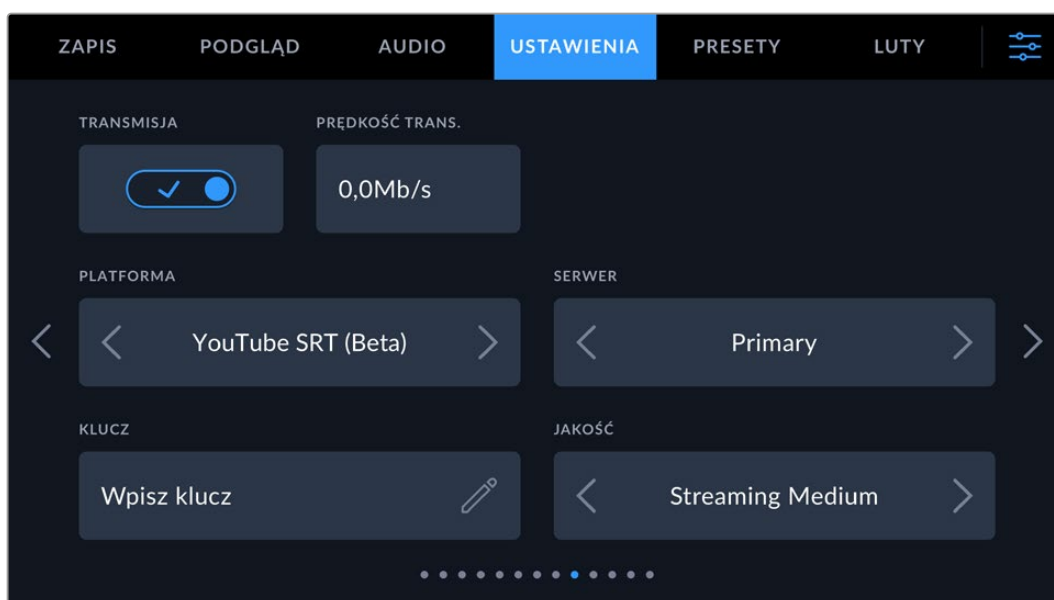 ZAPIS PODGLĄD AUDIO USTAWIENIA PRESETY LUTY
TRANSMISJA PRĘDKOŚĆ TRANS.
0,0Mb/s
PLATFORMA SERWER
YouTube SRT (Beta) Primary
KLUCZ JAKOŚĆ
Wpisz klucz Streaming Medium